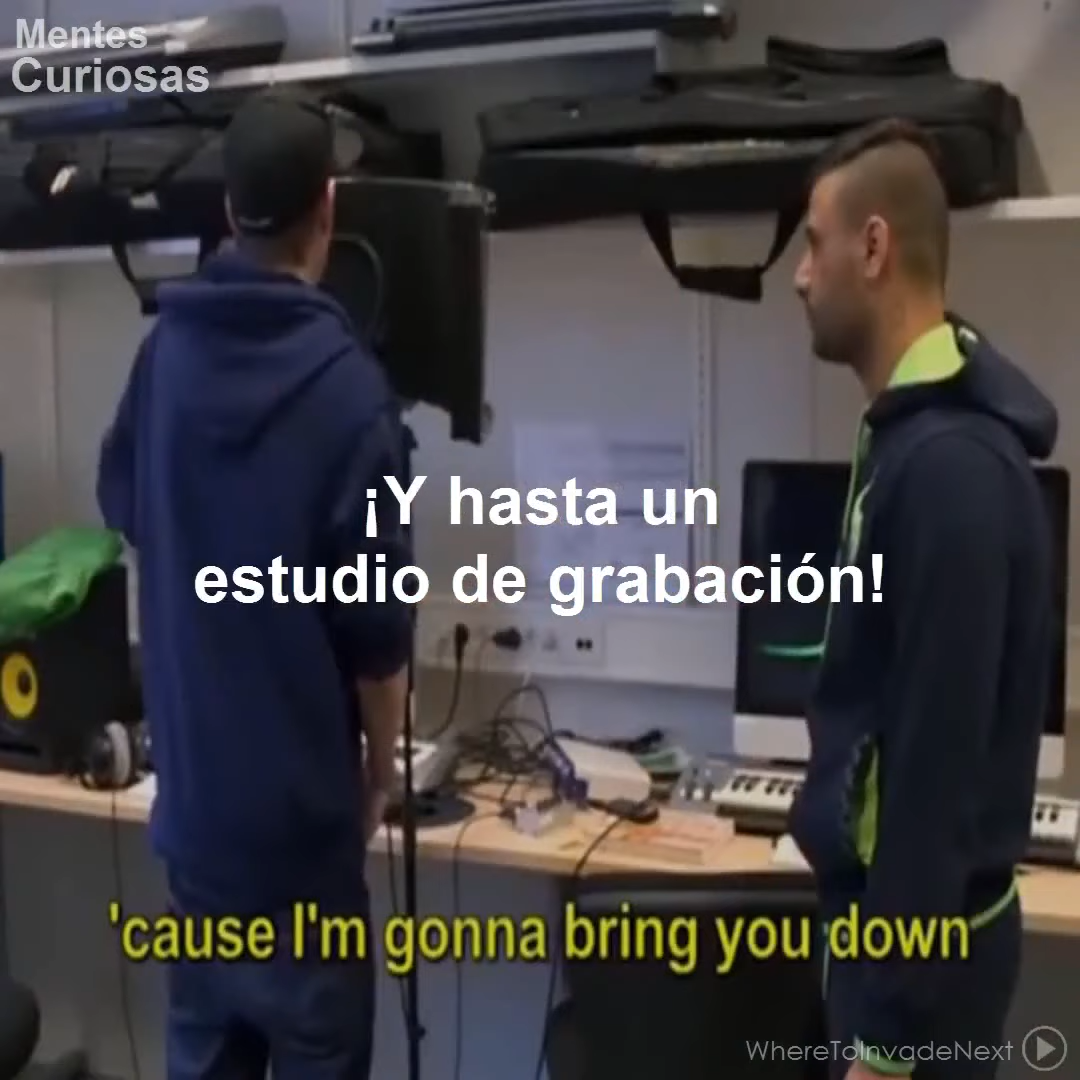 Mentes
Curiosas
¡Y hasta un
estudio de grabación!
'cause I'm gonna bring you down
WhereToInvadeNext